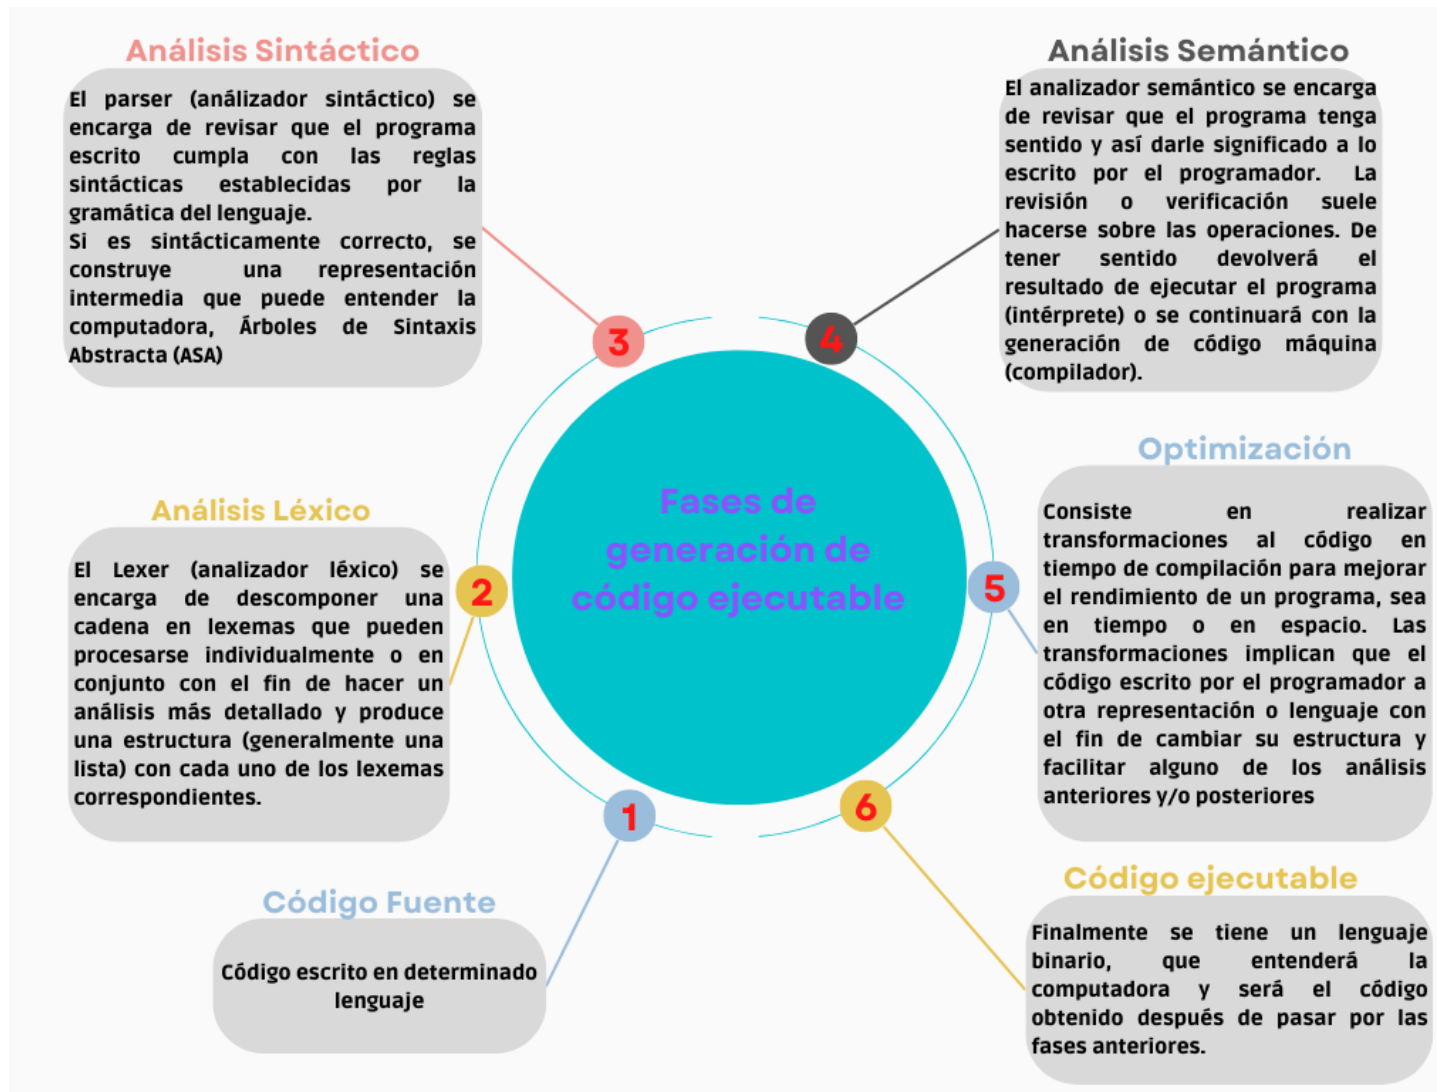 Análisis Sintáctico
El parser (análizador sintáctico) se
encarga de revisar que el programa
escrito cumpla con las reglas
sintácticas establecidas por la
gramática del lenguaje.
Si es sintácticamente correcto, se
construye una representación
intermedia que puede entender la
computadora, Árboles de Sintaxis
Abstracta (ASA)
Análisis Semántico
El analizador semántico se encarga
de revisar que el programa tenga
sentido y así darle significado a lo
escrito por el programador. La
revisión o verificación suele
hacerse sobre las operaciones. De
tener sentido devolverá el
resultado de ejecutar el programa
(intérprete) o se continuará con la
generación de código máquina
(compilador).
3
4
Análisis Léxico
El Lexer (analizador léxico) se
encarga de descomponer una
cadena en lexemas que pueden
procesarse individualmente o en
conjunto con el fin de hacer un
análisis más detallado y produce
una estructura (generalmente una
lista) con cada uno de los lexemas
correspondientes.
2
Fases de
generación de
código ejecutable
5
Optimización
Consiste en realizar
transformaciones al código en
tiempo de compilación para mejorar
el rendimiento de un programa, sea
en tiempo o en espacio. Las
transformaciones implican que el
código escrito por el programador a
otra representación o lenguaje con
el fin de cambiar su estructura y
facilitar alguno de los análisis
anteriores y/o posteriores
1
6
Código Fuente
Código escrito en determinado
lenguaje
Código ejecutable
Finalmente se tiene un lenguaje
binario, que entenderá la
computadora y será el código
obtenido después de pasar por las
fases anteriores.